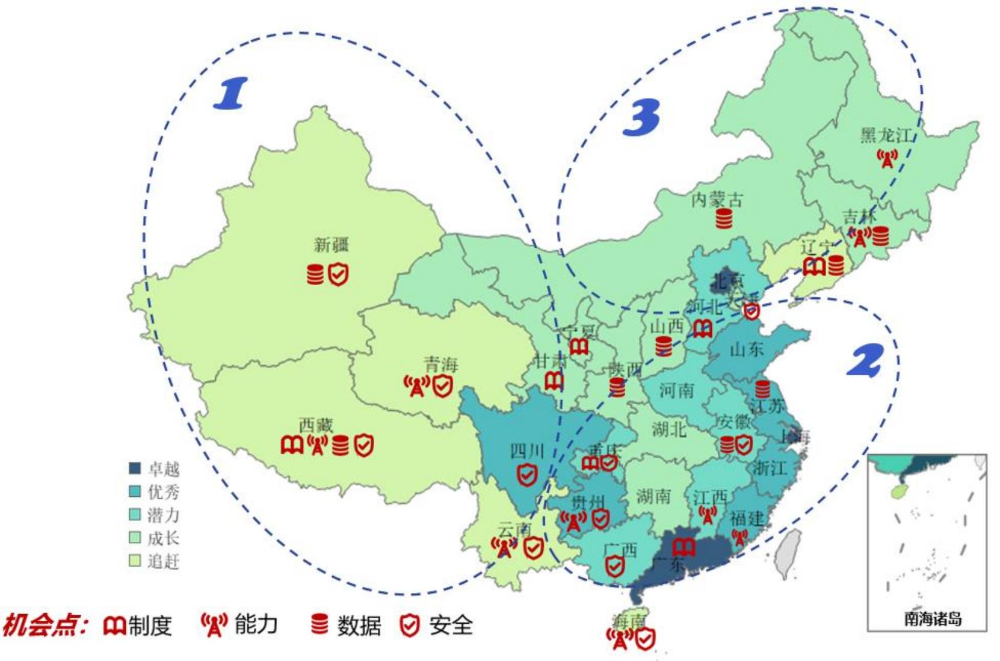 1
3
黑龙江
内蒙古
吉林
新疆
辽宁
北京
天津
河北
山西
宁夏
2
山东
青海
甘肃
陕西
河南
江苏
西藏
安徽
湖北
上海
四川
重庆
浙江
卓越
优秀
潜力
成长
追赶
湖南
江西
贵州
福建
云南
广西
广东
海南
南海诸岛
机会点：制度 能力 数据 安全